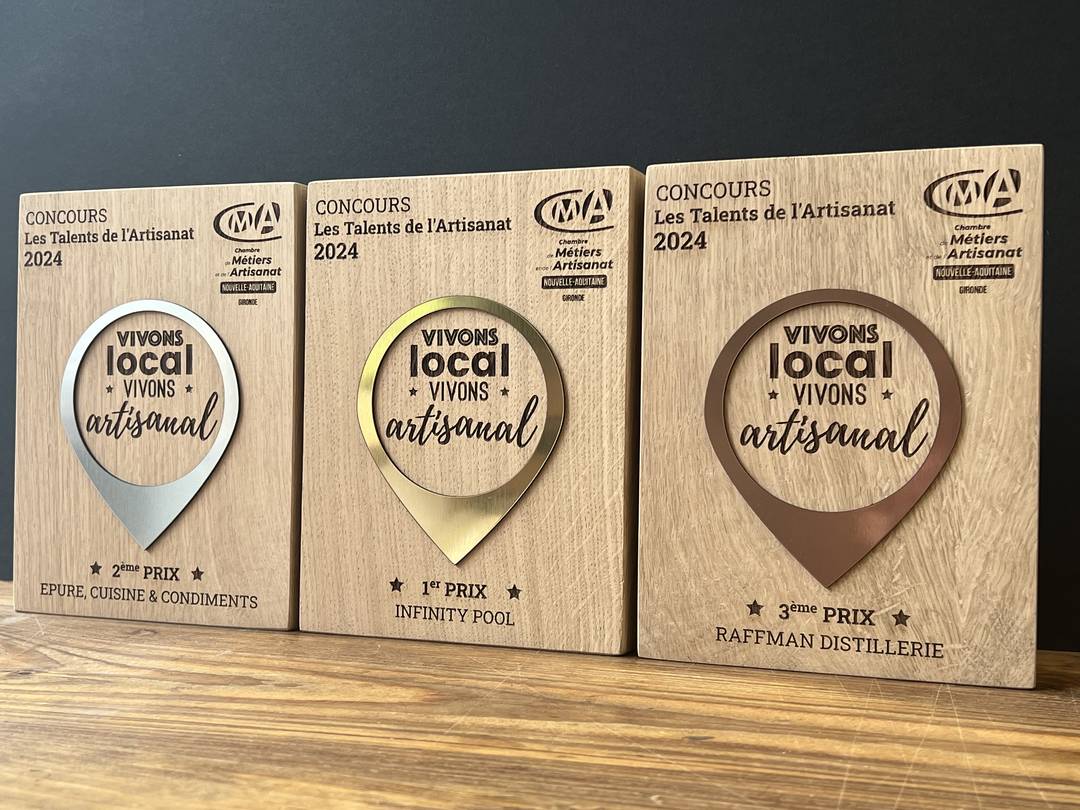 CONCOURS
Les Talents de l'Artisanat
2024
CMA
Chambre
de Métiers
et de l'Artisanat
NOUVELLE-AQUITAINE
GIRONDE
VIVONS
local
VIVONS
artisanal
2ème PRIX
EPURE, CUISINE & CONDIMENTS
CONCOURS
Les Talents de l'Artisanat
2024
CMA
Chambre
de Métiers
et de l'Artisanat
NOUVELLE-AQUITAINE
GIRONDE
VIVONS
local
VIVONS
artisanal
1er PRIX
INFINITY POOL
CONCOURS
Les Talents de l'Artisanat
2024
CMA
Chambre
de Métiers
et de l'Artisanat
NOUVELLE-AQUITAINE
GIRONDE
VIVONS
local
VIVONS
artisanal
3ème PRIX
RAFFMAN DISTILLERIE